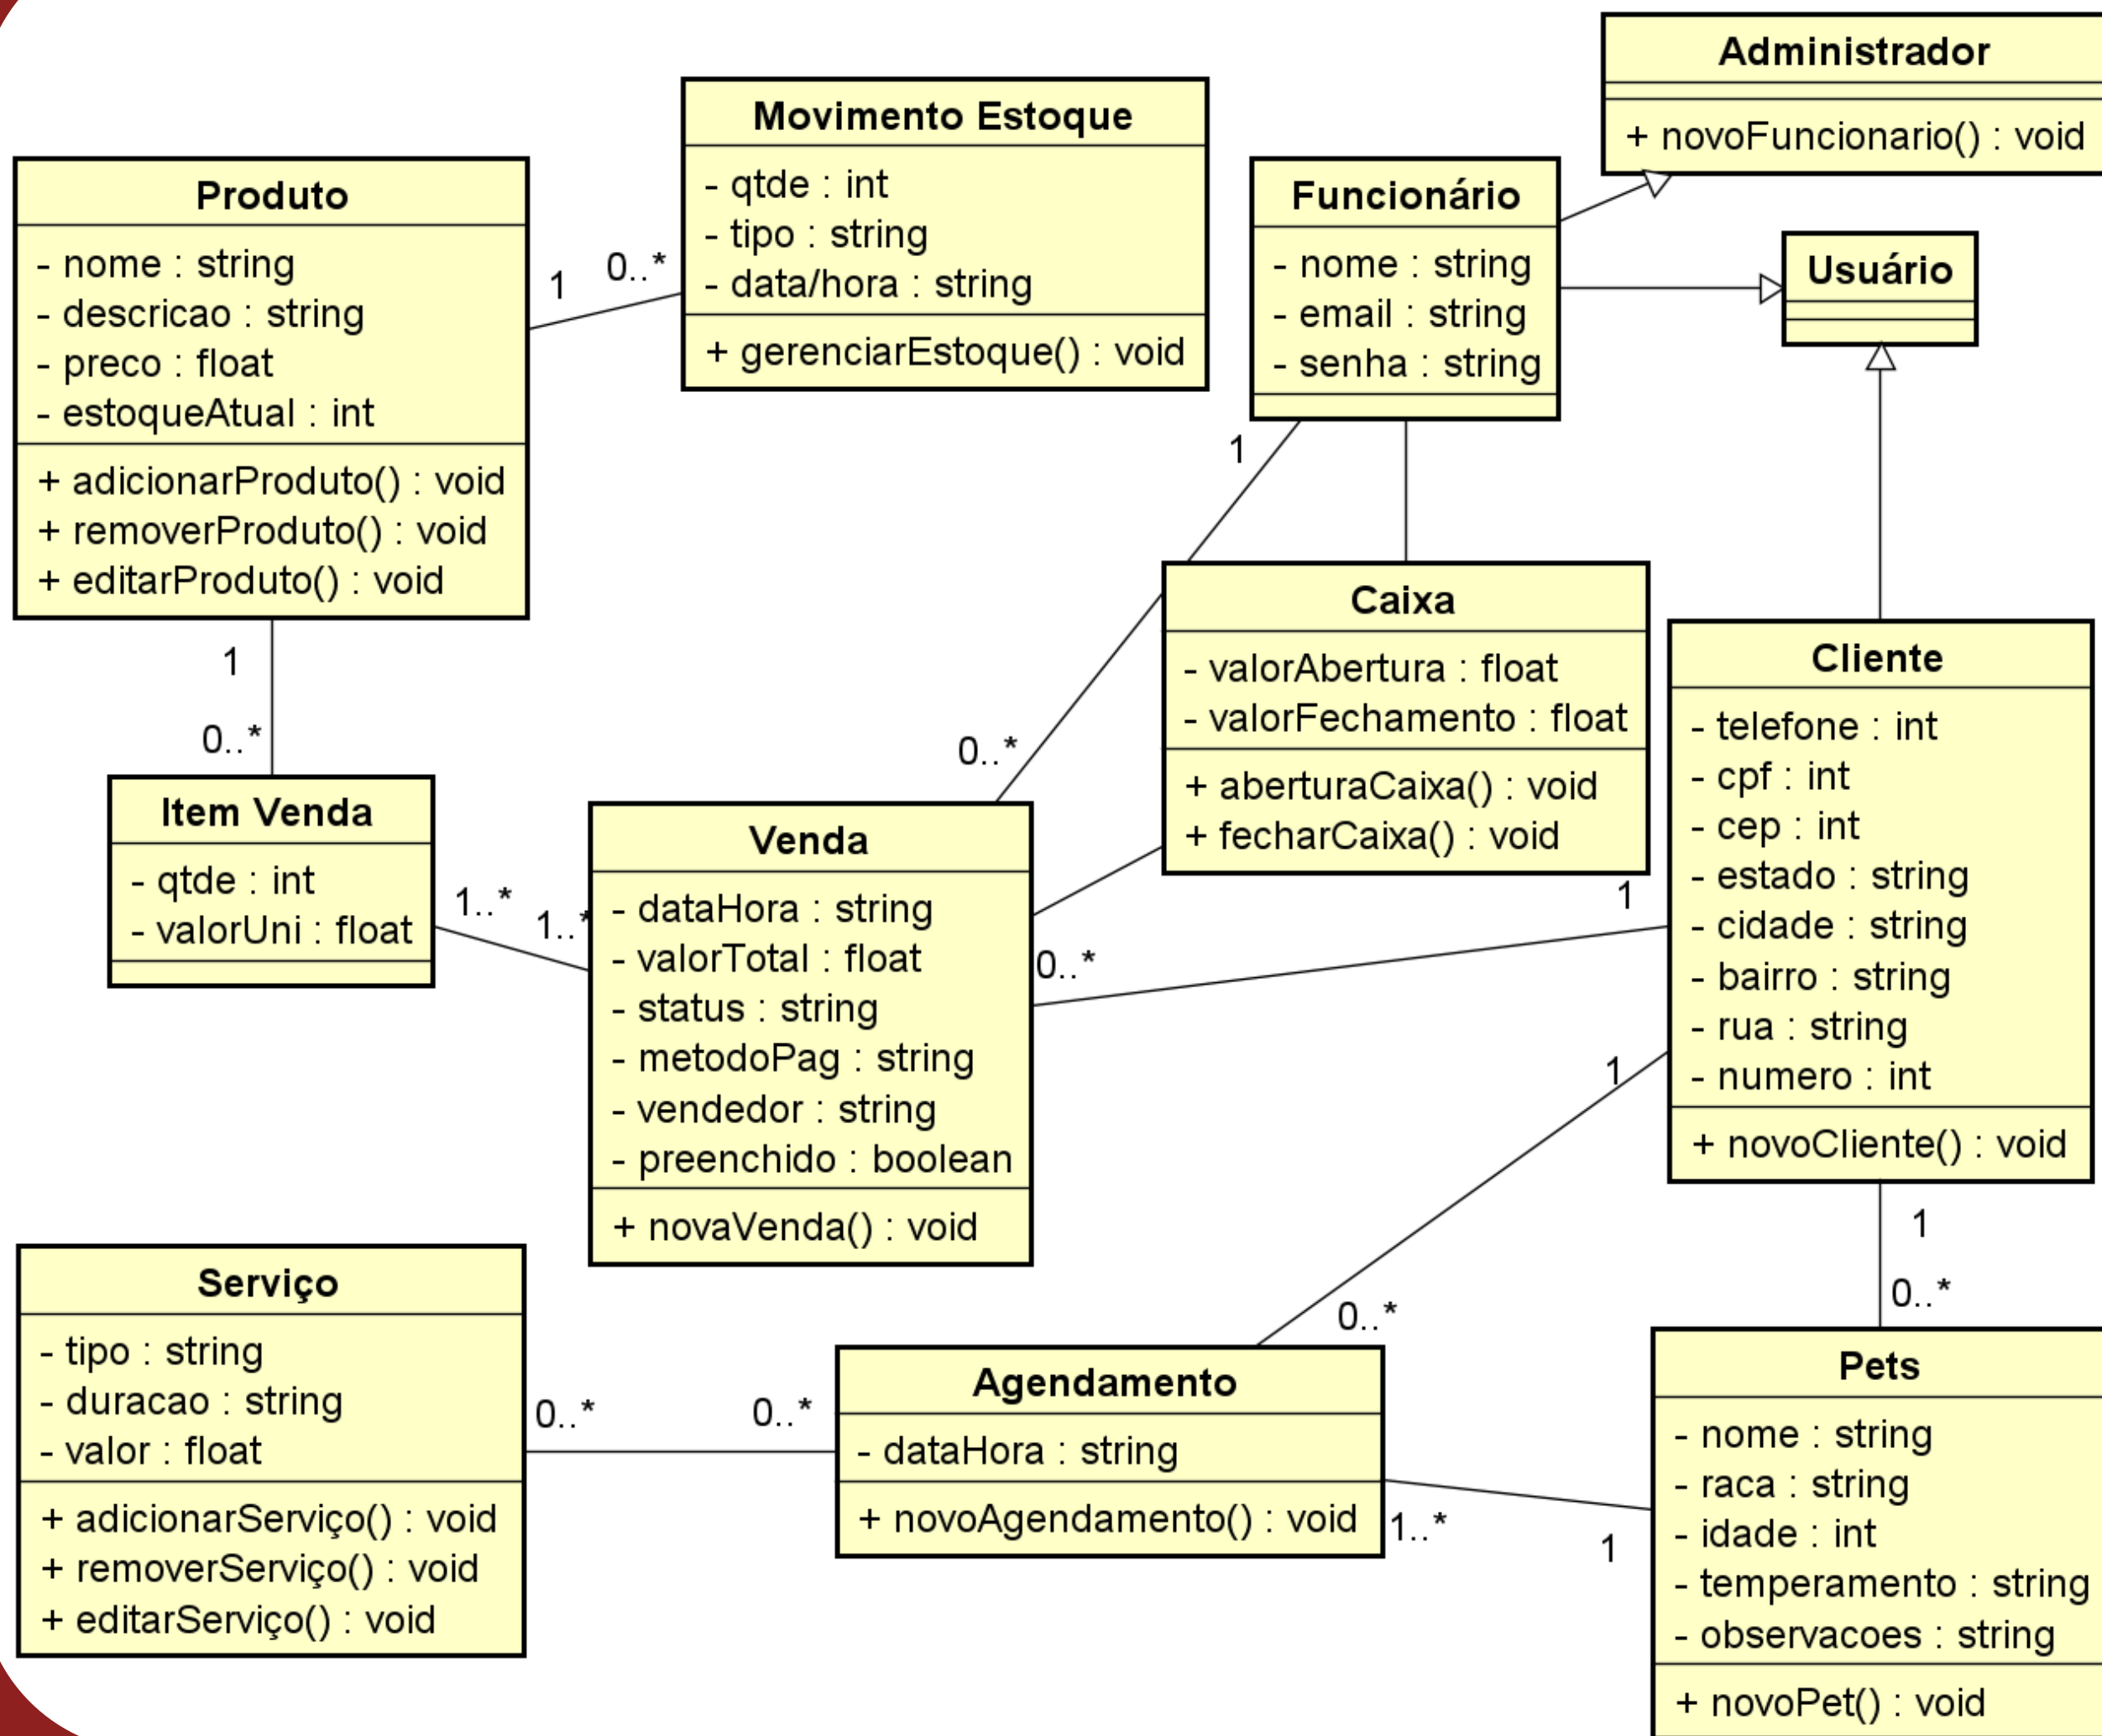 Administrador
+ novoFuncionario() : void
Movimento Estoque
- qtde : int
- tipo : string
- data/hora : string
+ gerenciarEstoque() : void
Produto
- nome : string
- descricao : string
- preco : float
- estoqueAtual : int
+ adicionarProduto() : void
+ removerProduto() : void
+ editarProduto() : void
1
0..*
Funcionário
- nome : string
- email : string
- senha : string
Usuário
1
0..*
Caixa
- valorAbertura : float
- valorFechamento : float
+ aberturaCaixa() : void
+ fecharCaixa() : void
Cliente
- telefone : int
- cpf : int
- cep : int
- estado : string
- cidade : string
- bairro : string
- rua : string
- numero : int
+ novoCliente() : void
1
0..*
Item Venda
- qtde : int
- valorUni : float
1..*
1..*
Venda
- dataHora : string
- valorTotal : float
- status : string
- metodoPag : string
- vendedor : string
- preenchido : boolean
+ novaVenda() : void
1
0..*
1
0..*
1
0..*
Serviço
- tipo : string
- duracao : string
- valor : float
+ adicionarServiço() : void
+ removerServiço() : void
+ editarServiço() : void
0..*
0..*
Agendamento
- dataHora : string
+ novoAgendamento() : void
1..*
1
Pets
- nome : string
- raca : string
- idade : int
- temperamento : string
- observacoes : string
+ novoPet() : void